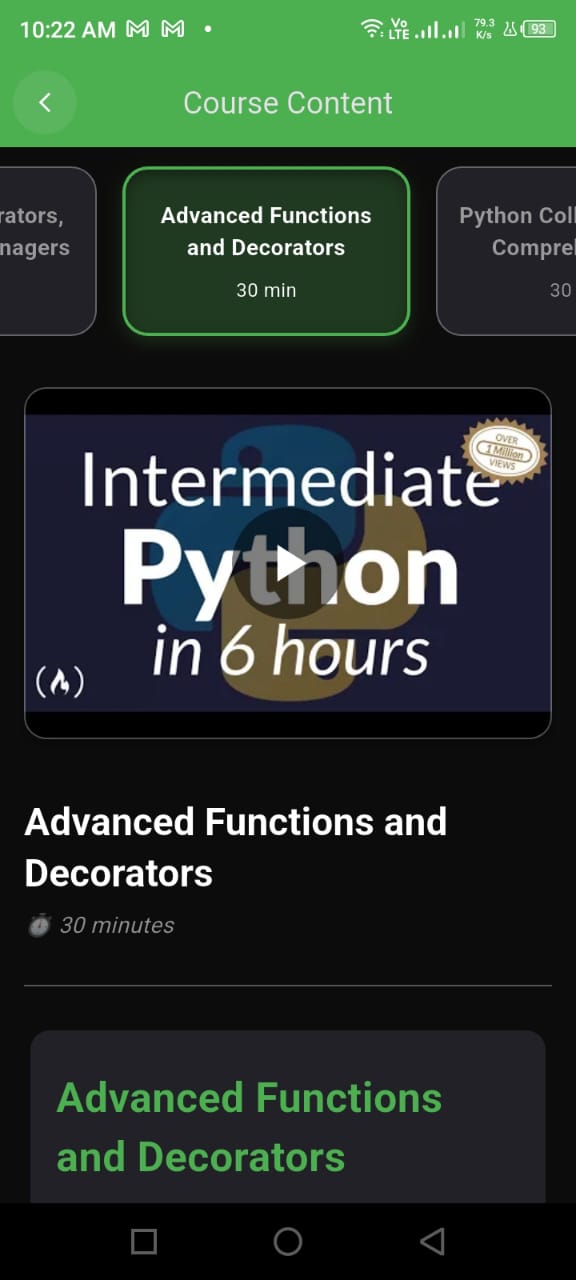 10:22 AM
Vo LTE
79.3 K/s
93
Course Content
rators,
nagers
Advanced Functions
and Decorators
30 min
Python Coll
Compre
30
OVER
1 Million
VIEWS
Intermediate
Python
in 6 hours
Advanced Functions and
Decorators
30 minutes
Advanced Functions
and Decorators